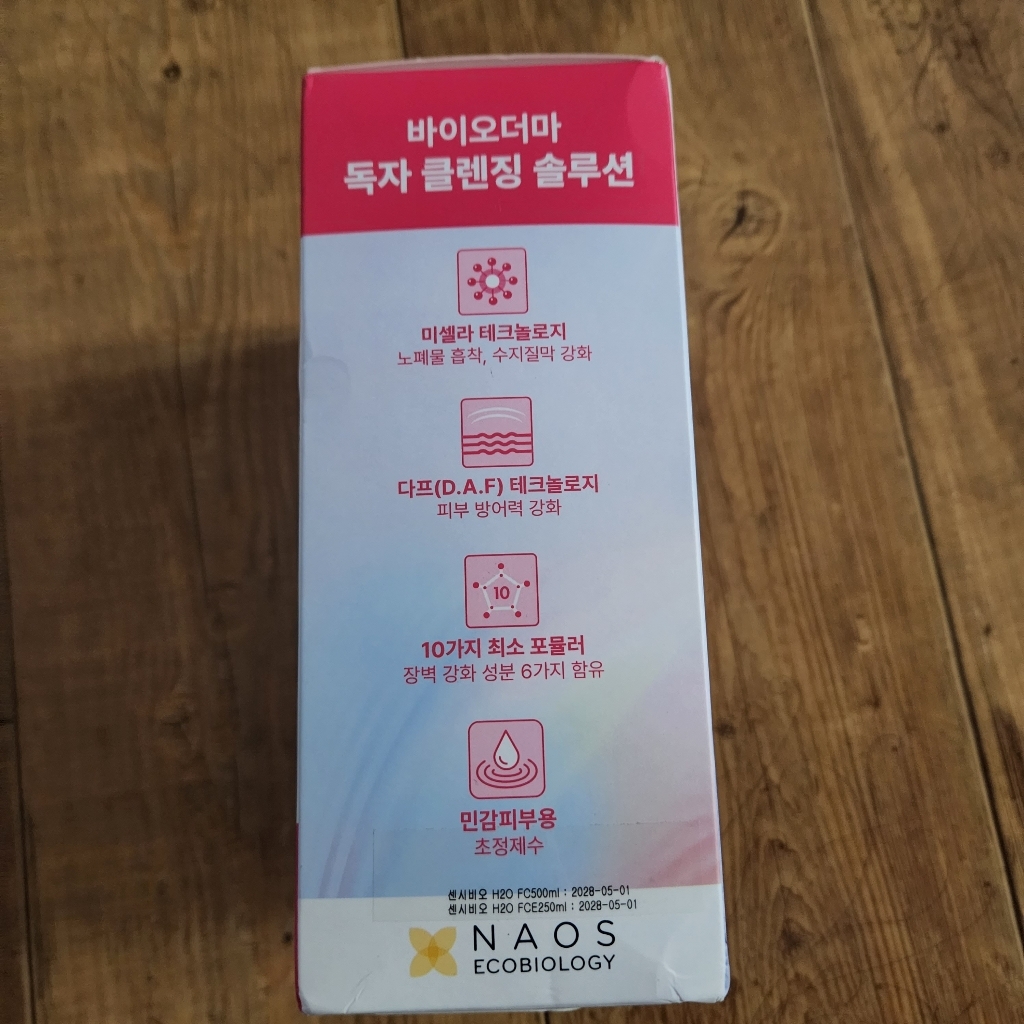 바이오더마
독자 클렌징 솔루션
미셀라 테크놀로지
노폐물 흡착, 수지질막 강화
다프(D.A.F) 테크놀로지
피부 방어력 강화
10
10가지 최소 포뮬러
장벽 강화 성분 6가지 함유
민감피부용
초정제수
센시비오 H2O FC500ml : 2028-05-01
센시비오 H2O FCE250ml : 2028-05-01
NAOS
ECOBIOLOGY